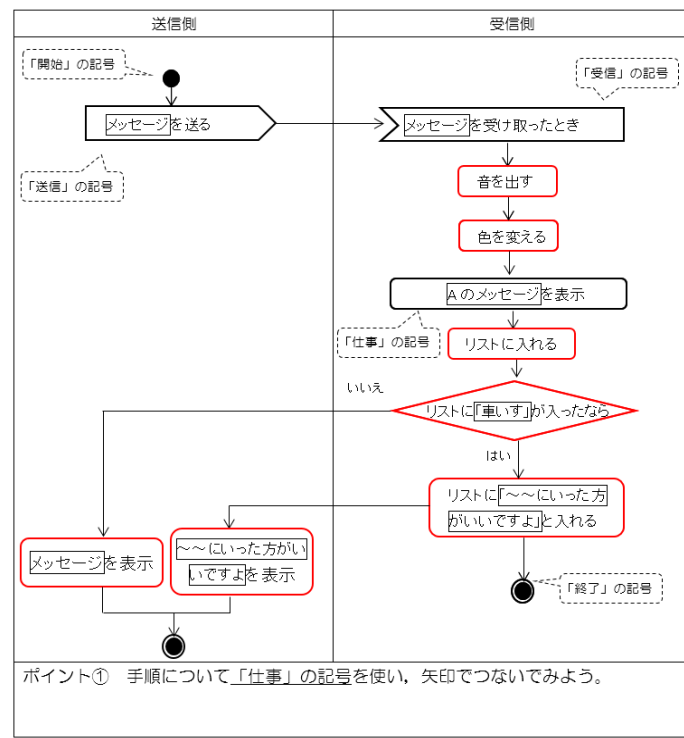 送信側
受信側
「開始」の記号
「受信」の記号
メッセージを送る
メッセージを受け取ったとき
「送信」の記号
音を出す
色を変える
Aのメッセージを表示
「仕事」の記号
リストに入れる
いいえ
リストに「車いす」が入ったなら
はい
リストに「～～にいった方
がいいですよ」と入れる
メッセージを表示
～～にいった方がい
いですよを表示
「終了」の記号
ポイント①　手順について「仕事」の記号を使い，矢印でつないでみよう。